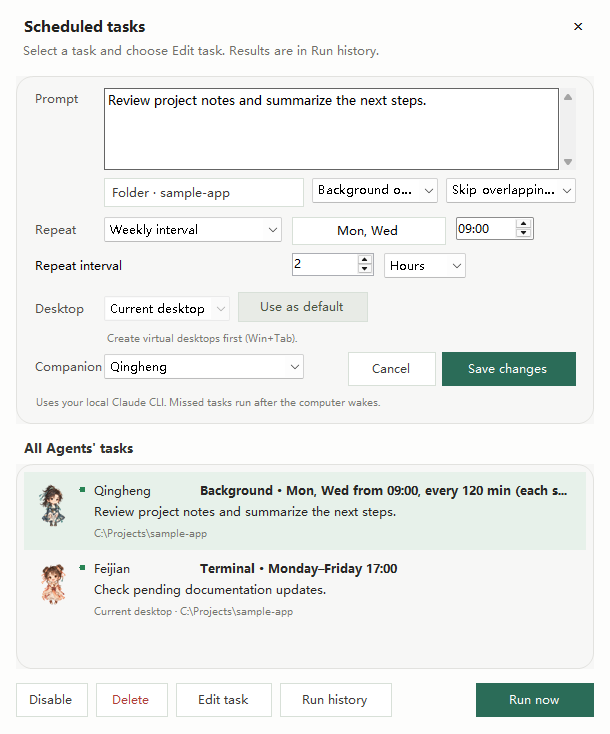 Scheduled tasks
Select a task and choose Edit task. Results are in Run history.
Prompt
Review project notes and summarize the next steps.
Folder · sample-app
Background o...
Skip overlappin...
Repeat
Weekly interval
Mon, Wed
09:00
Repeat interval
2
Hours
Desktop
Current desktop
Use as default
Create virtual desktops first (Win+Tab).
Companion
Qingheng
Cancel
Save changes
Uses your local Claude CLI. Missed tasks run after the computer wakes.
All Agents' tasks
Qingheng
Background • Mon, Wed from 09:00, every 120 min (each s...
Review project notes and summarize the next steps.
C:\Projects\sample-app
Feijian
Terminal • Monday–Friday 17:00
Check pending documentation updates.
Current desktop · C:\Projects\sample-app
Disable
Delete
Edit task
Run history
Run now